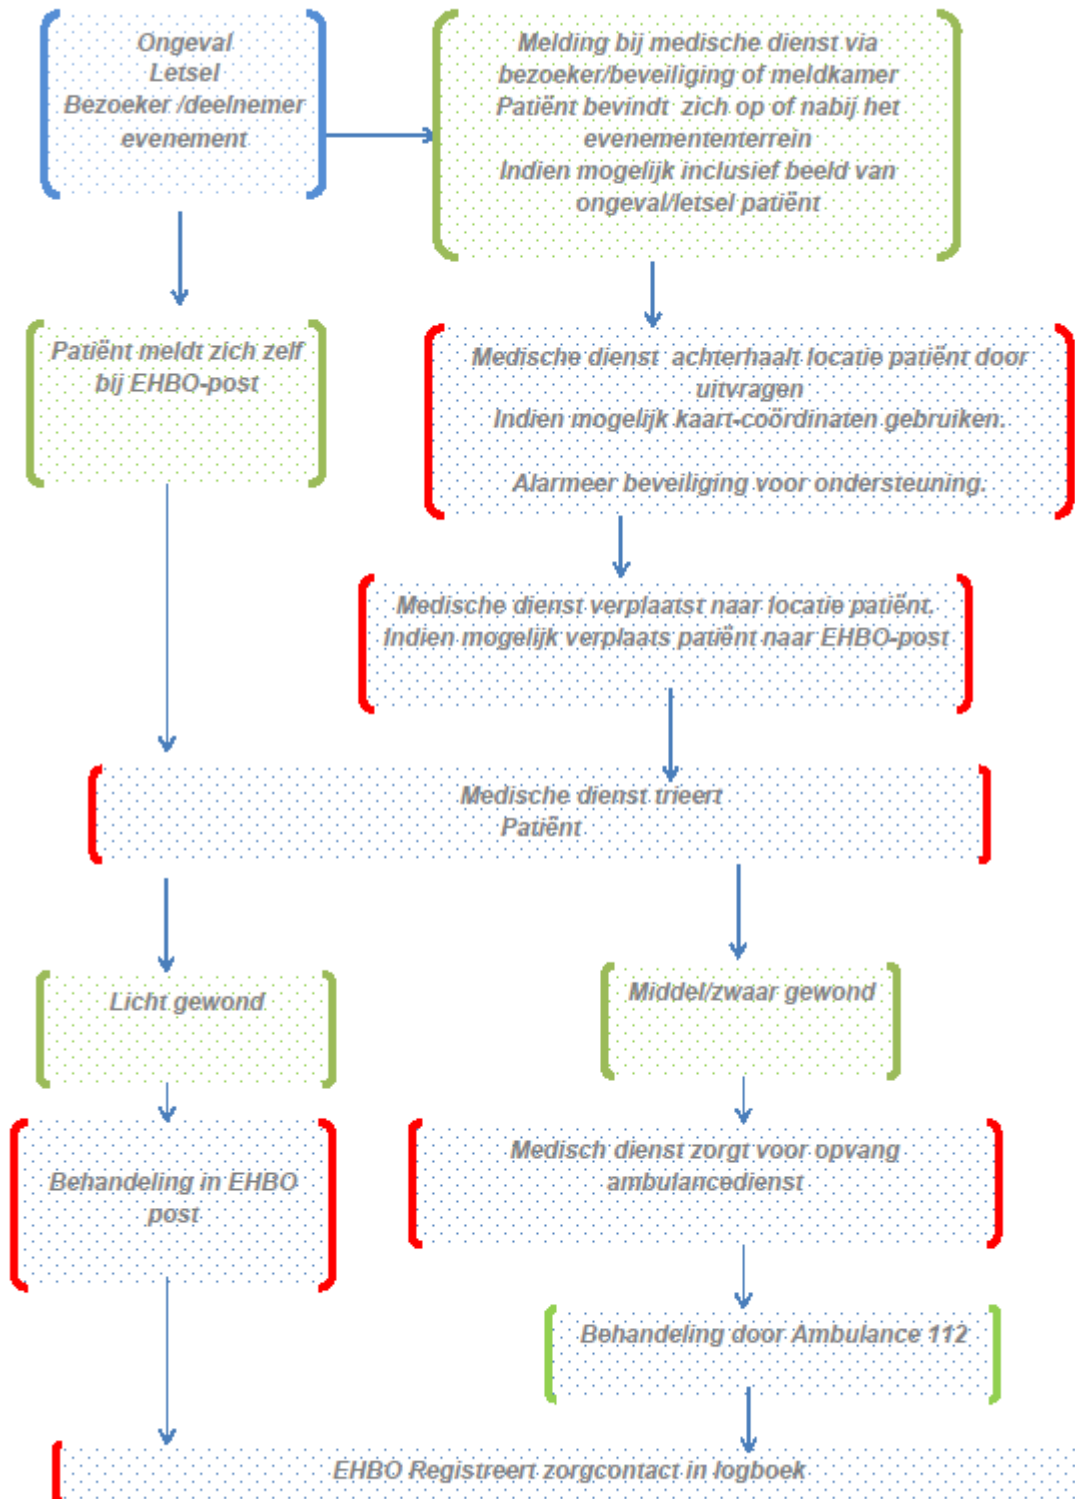 Ongeval
Letsel
Bezoeker /deelnemer
evenement
Melding bij medische dienst via
bezoeker/beveiliging of meldkamer
Patiënt bevindt zich op of nabij het
evenemententerrein
Indien mogelijk inclusief beeld van
ongeval/letsel patiënt
Patiënt meldt zich zelf
bij EHBO-post
Medische dienst achterhaalt locatie patiënt door
uitvragen
Indien mogelijk kaart-coördinaten gebruiken.
Alarmeer beveiliging voor ondersteuning.
Medische dienst verplaatst naar locatie patiënt.
Indien mogelijk verplaats patiënt naar EHBO-post
Medische dienst trieert
Patiënt
Licht gewond
Middel/zwaar gewond
Behandeling in EHBO
post
Medisch dienst zorgt voor opvang
ambulancedienst
Behandeling door Ambulance 112
EHBO Registreert zorgcontact in logboek